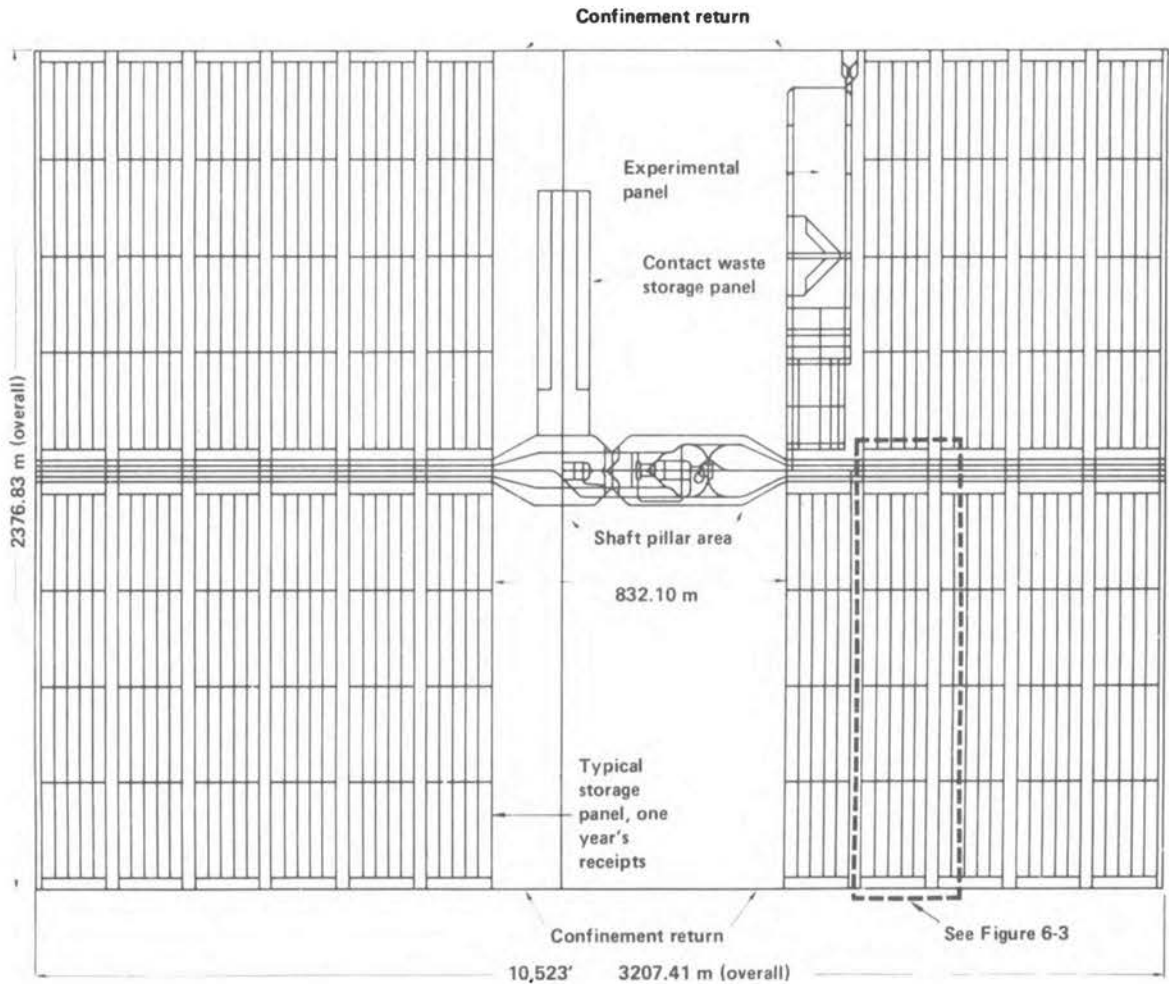 Confinement return
Experimental
panel
Contact waste
storage panel
2376.83 m (overall)
Shaft pillar area
832.10 m
Typical
storage
panel, one
year's
receipts
Confinement return
See Figure 6-3
10,523' 3207.41 m (overall)